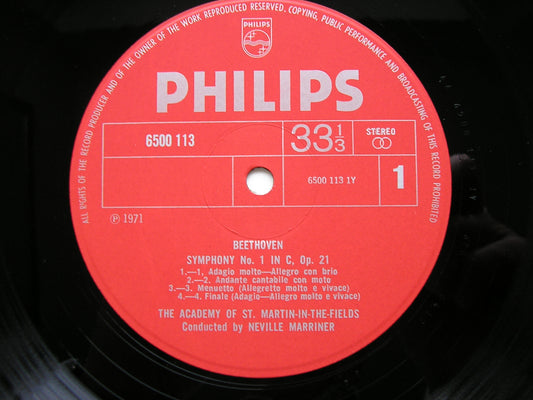 ALL RIGHTS OF THE RECORD PRODUCER AND OF THE OWNER OF THE WORK REPRODUCED RESERVED. COPYING, PUBLIC PERFORMANCE AND BROADCASTING OF THIS RECORD PROHIBITED
PHILIPS
PHILIPS
6500 113
33 1/3
STEREO
6500 113 1Y
1
Ⓟ 1971
BEETHOVEN
SYMPHONY No. 1 IN C, Op. 21
1.—1. Adagio molto—Allegro con brio
2.—2. Andante cantabile con moto
3.—3. Menuetto (Allegretto molto e vivace)
4.—4. Finale (Adagio—Allegro molto e vivace)
THE ACADEMY OF ST. MARTIN-IN-THE-FIELDS
Conducted by NEVILLE MARRINER